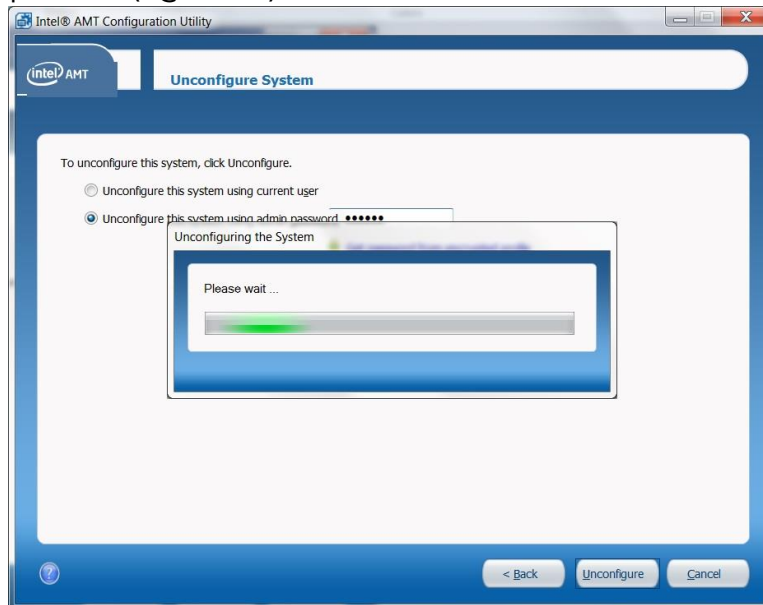 Intel® AMT Configuration Utility
intel AMT
Unconfigure System
To unconfigure this system, click Unconfigure.
Unconfigure this system using current user
Unconfigure this system using admin password ••••••
Unconfiguring the System
Please wait ...
< Back
Unconfigure
Cancel